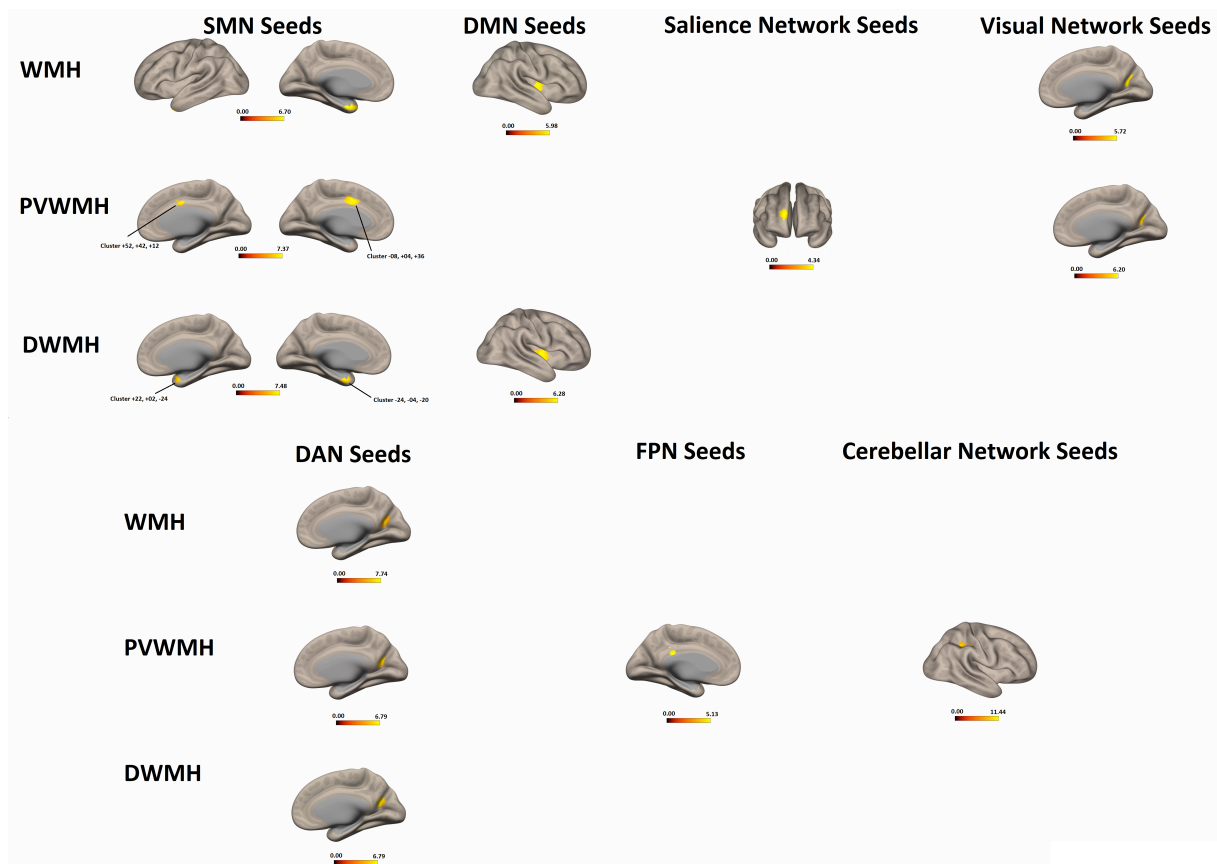 SMN Seeds DMN Seeds Salience Network Seeds Visual Network Seeds
WMH
0.00 6.70
0.00 5.98
0.00 5.72
PVWMH
Cluster +52, +42, +12
0.00 7.37
Cluster -08, +04, +36
0.00 4.34
0.00 6.20
DWMH
Cluster +22, +02, -24
0.00 7.48
Cluster -24, -04, -20
0.00 6.28
DAN Seeds FPN Seeds Cerebellar Network Seeds
WMH
0.00 7.74
PVWMH
0.00 6.79
0.00 5.13
0.00 11.44
DWMH
0.00 6.79